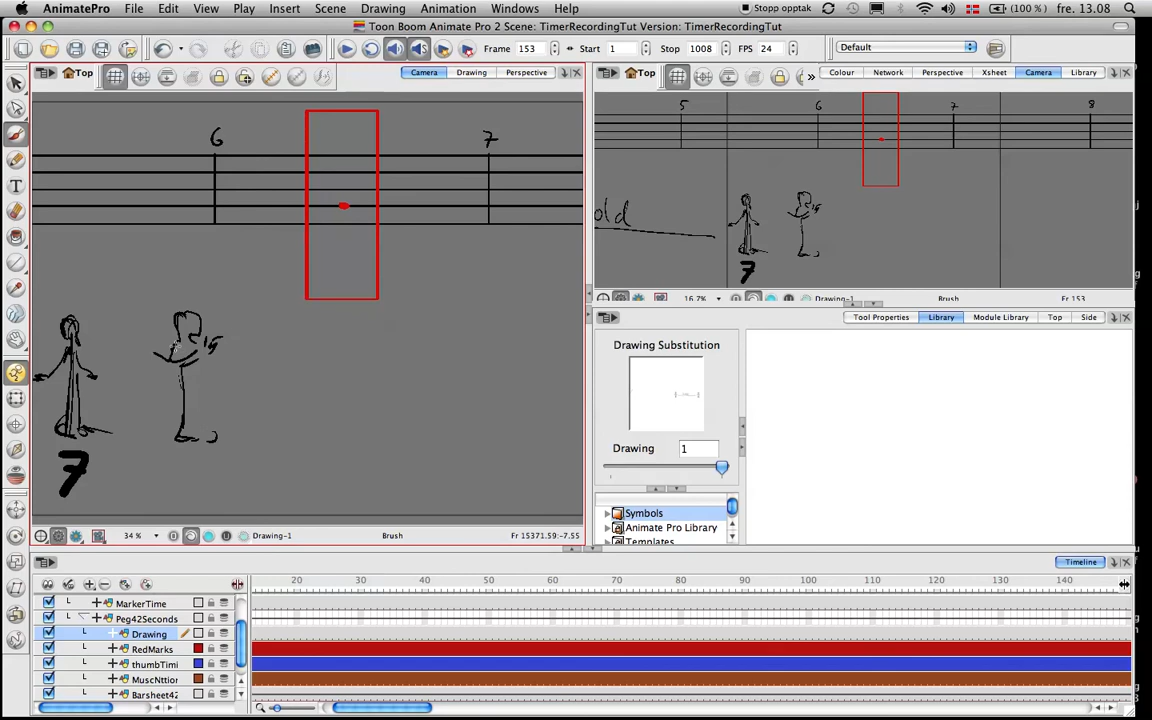 AnimatePro File Edit View Play Insert Scene Drawing Animation Windows Help Stopp opptak (100 %) fre. 13.08
Toon Boom Animate Pro 2 Scene: TimerRecordingTut Version: TimerRecordingTut
Frame 153 Start 1 Stop 1008 FPS 24 Default
Top Camera Drawing Perspective
Top Colour Network Perspective Xsheet Camera Library
6 7
5 6 7 8
old
7
7
34 % Drawing-1 Brush Fr 15371.59:-7.55
16.7% Drawing-1 Brush Fr 153
Tool Properties Library Module Library Top Side
Drawing Substitution
Drawing 1
Symbols
Animate Pro Library
Templates
Timeline
20 30 40 50 60 70 80 90 100 110 120 130 140
MarkerTime
Peg42Seconds
Drawing
RedMarks
thumbTimi
MuscNttion
Barsheet42